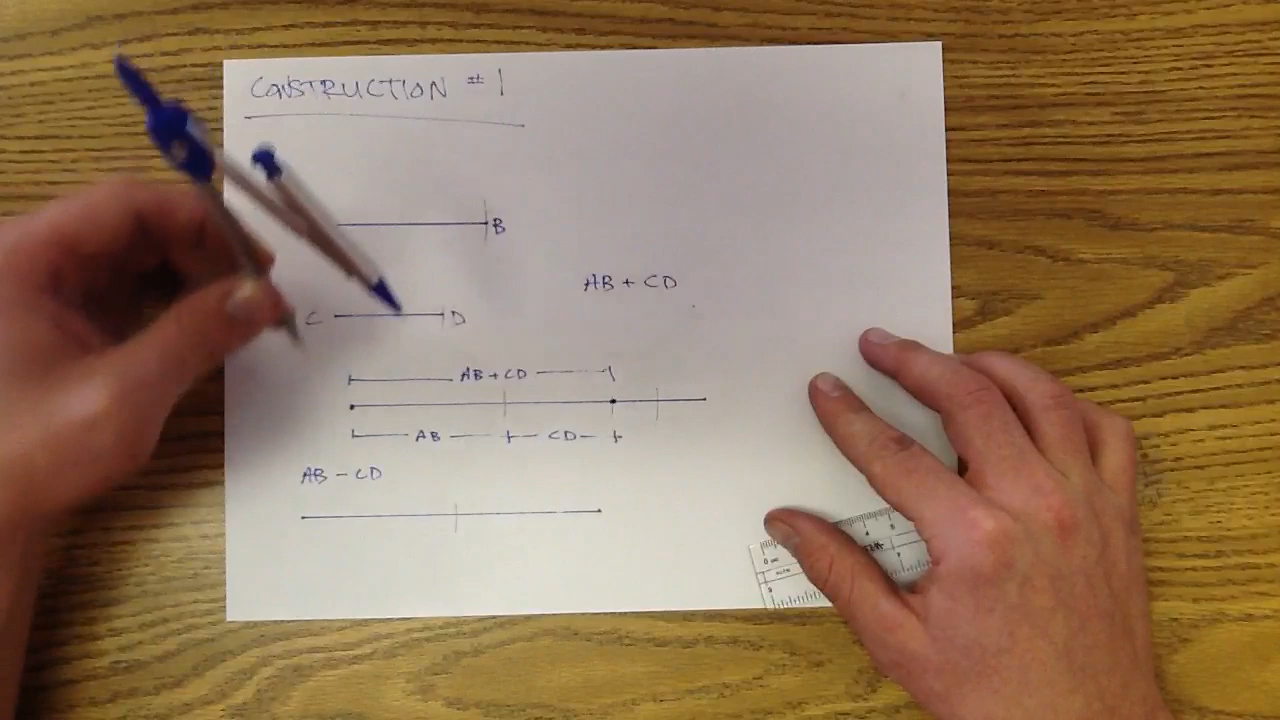 CONSTRUCTION #1
B
AB + CD
C D
AB + CD
AB CD
AB - CD